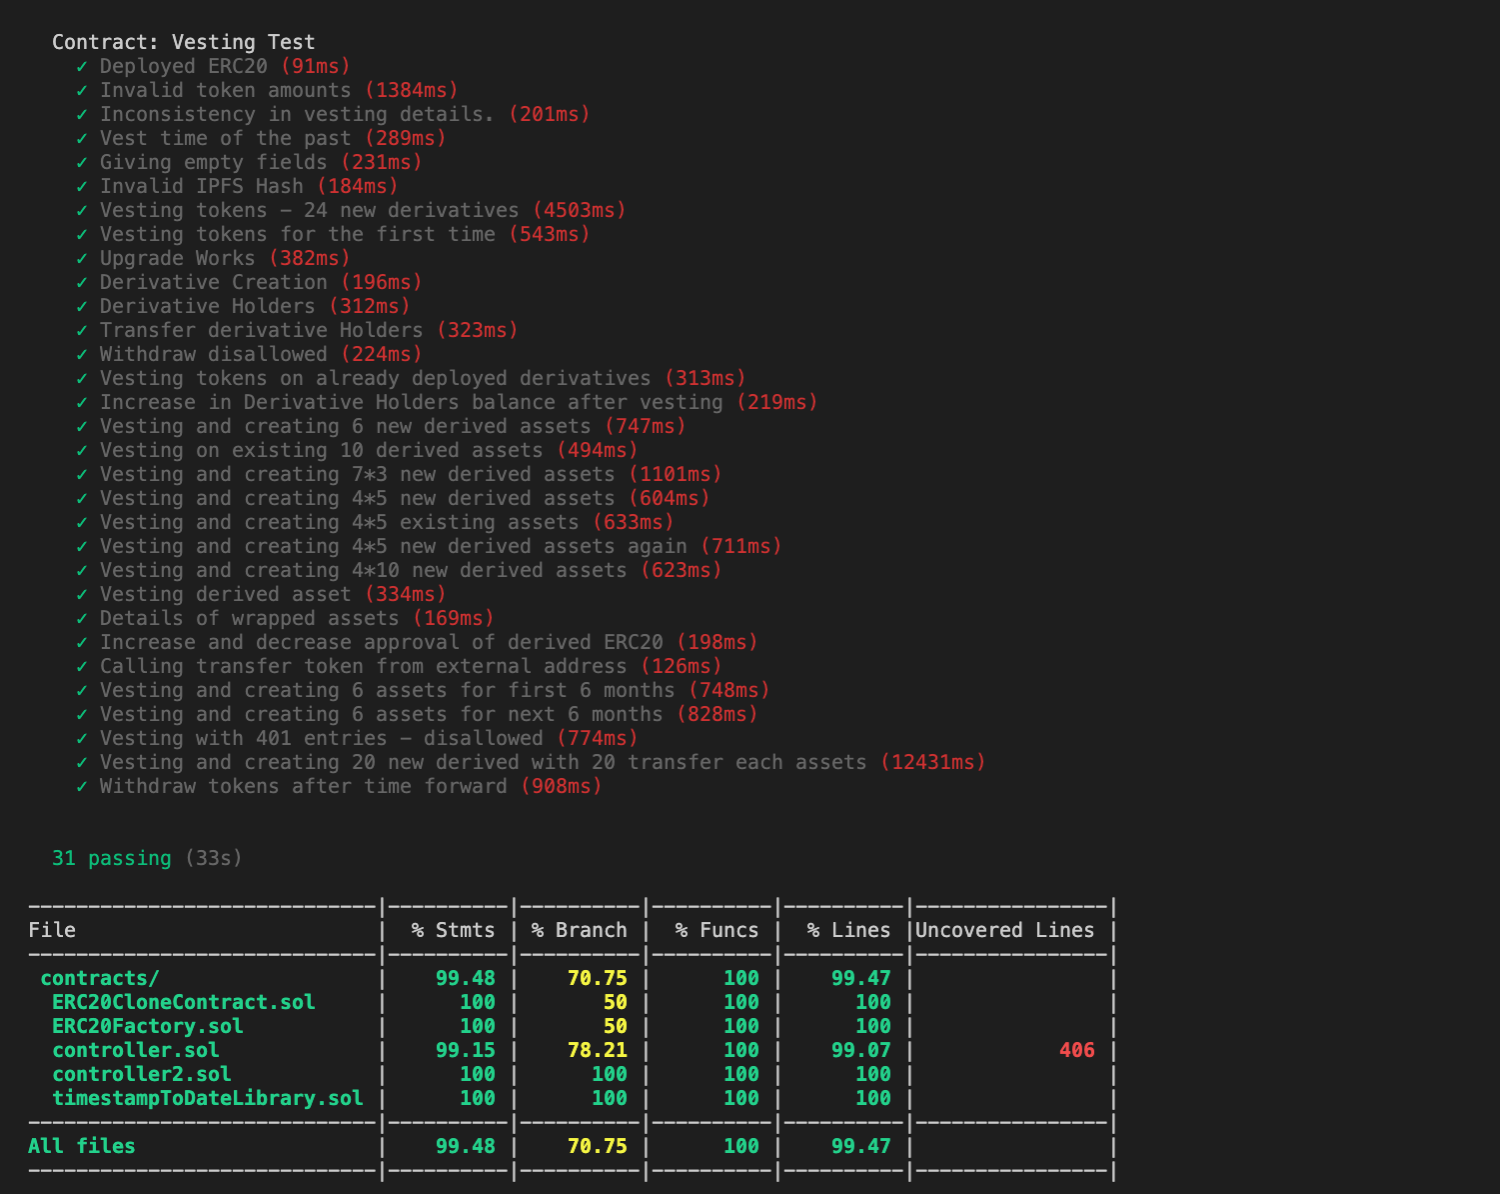 Contract: Vesting Test
✓ Deployed ERC20 (91ms)
✓ Invalid token amounts (1384ms)
✓ Inconsistency in vesting details. (201ms)
✓ Vest time of the past (289ms)
✓ Giving empty fields (231ms)
✓ Invalid IPFS Hash (184ms)
✓ Vesting tokens – 24 new derivatives (4503ms)
✓ Vesting tokens for the first time (543ms)
✓ Upgrade Works (382ms)
✓ Derivative Creation (196ms)
✓ Derivative Holders (312ms)
✓ Transfer derivative Holders (323ms)
✓ Withdraw disallowed (224ms)
✓ Vesting tokens on already deployed derivatives (313ms)
✓ Increase in Derivative Holders balance after vesting (219ms)
✓ Vesting and creating 6 new derived assets (747ms)
✓ Vesting on existing 10 derived assets (494ms)
✓ Vesting and creating 7*3 new derived assets (1101ms)
✓ Vesting and creating 4*5 new derived assets (604ms)
✓ Vesting and creating 4*5 existing assets (633ms)
✓ Vesting and creating 4*5 new derived assets again (711ms)
✓ Vesting and creating 4*10 new derived assets (623ms)
✓ Vesting derived asset (334ms)
✓ Details of wrapped assets (169ms)
✓ Increase and decrease approval of derived ERC20 (198ms)
✓ Calling transfer token from external address (126ms)
✓ Vesting and creating 6 assets for first 6 months (748ms)
✓ Vesting and creating 6 assets for next 6 months (828ms)
✓ Vesting with 401 entries – disallowed (774ms)
✓ Vesting and creating 20 new derived with 20 transfer each assets (12431ms)
✓ Withdraw tokens after time forward (908ms)
31 passing (33s)
File | % Stmts | % Branch | % Funcs | % Lines |Uncovered Lines |
contracts/ | 99.48 | 70.75 | 100 | 99.47 | |
ERC20CloneContract.sol | 100 | 50 | 100 | 100 | |
ERC20Factory.sol | 100 | 50 | 100 | 100 | |
controller.sol | 99.15 | 78.21 | 100 | 99.07 | 406 |
controller2.sol | 100 | 100 | 100 | 100 | |
timestampToDateLibrary.sol | 100 | 100 | 100 | 100 | |
All files | 99.48 | 70.75 | 100 | 99.47 | |